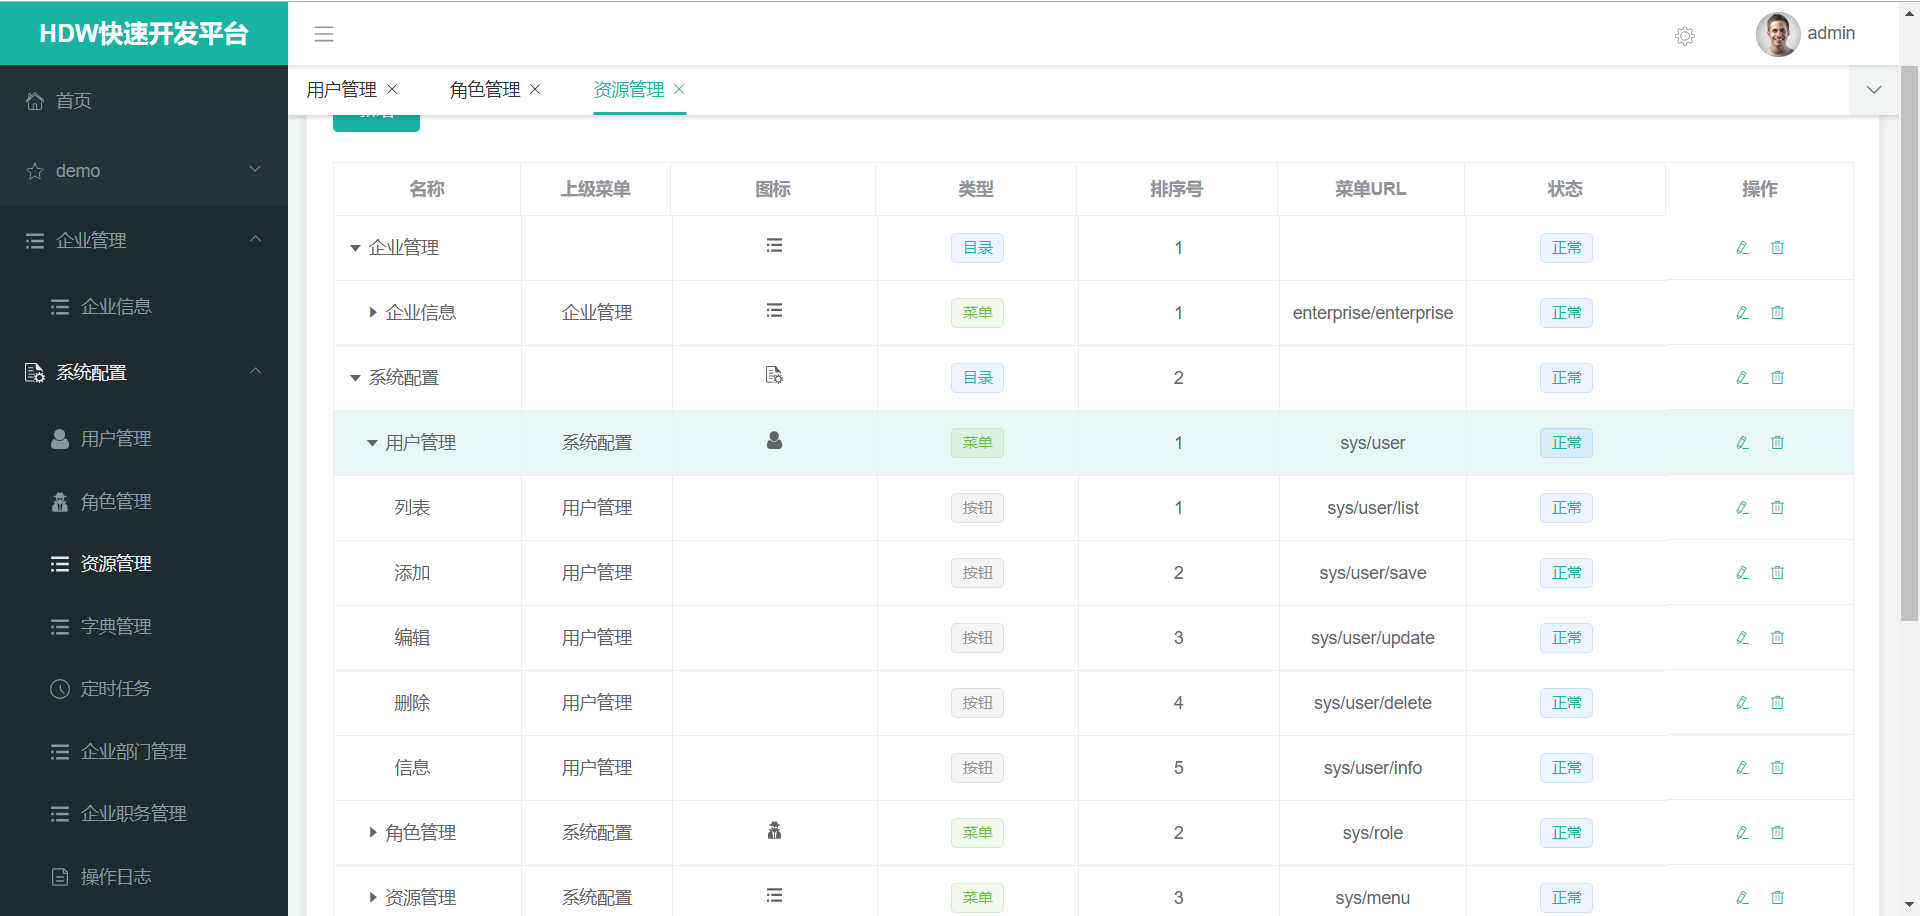 HDW快速开发平台
admin
首页
demo
企业管理
企业信息
系统配置
用户管理
角色管理
资源管理
字典管理
定时任务
企业部门管理
企业职务管理
操作日志
用户管理 角色管理 资源管理
名称 上级菜单 图标 类型 排序号 菜单URL 状态 操作
企业管理 目录 1 正常
企业信息 企业管理 菜单 1 enterprise/enterprise 正常
系统配置 目录 2 正常
用户管理 系统配置 菜单 1 sys/user 正常
列表 用户管理 按钮 1 sys/user/list 正常
添加 用户管理 按钮 2 sys/user/save 正常
编辑 用户管理 按钮 3 sys/user/update 正常
删除 用户管理 按钮 4 sys/user/delete 正常
信息 用户管理 按钮 5 sys/user/info 正常
角色管理 系统配置 菜单 2 sys/role 正常
资源管理 系统配置 菜单 3 sys/menu 正常